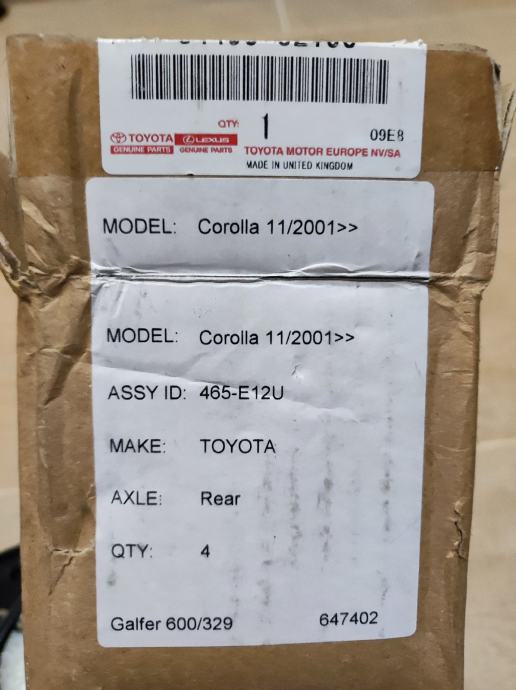 QTY: 1 09E8
TOYOTA LEXUS
GENUINE PARTS GENUINE PARTS TOYOTA MOTOR EUROPE NV/SA
MADE IN UNITED KINGDOM
MODEL: Corolla 11/2001>>
MODEL: Corolla 11/2001>>
ASSY ID: 465-E12U
MAKE: TOYOTA
AXLE: Rear
QTY: 4
Galfer 600/329 647402